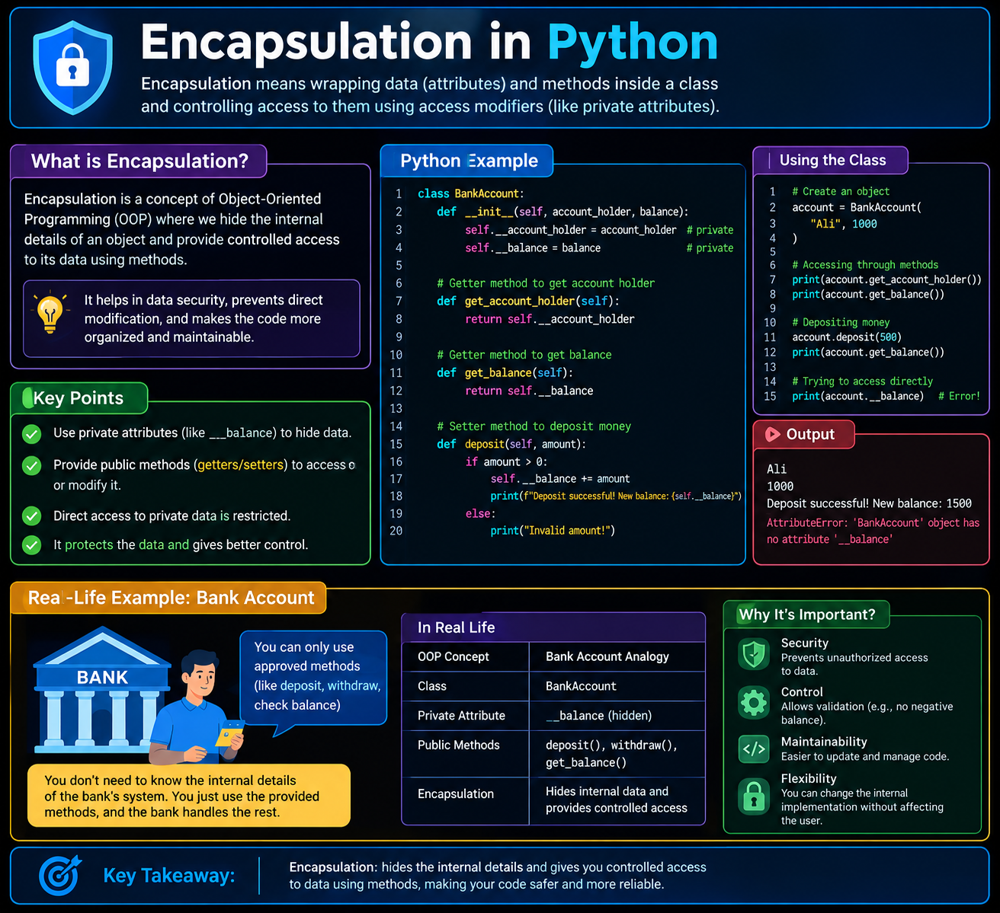 Encapsulation in Python
Encapsulation means wrapping data (attributes) and methods inside a class
and controlling access to them using access modifiers (like private attributes).
What is Encapsulation?
Encapsulation is a concept of Object-Oriented
Programming (OOP) where we hide the internal
details of an object and provide controlled access
to its data using methods.
It helps in data security, prevents direct
modification, and makes the code more
organized and maintainable.
Key Points
Use private attributes (like __balance) to hide data.
Provide public methods (getters/setters) to access o
or modify it.
Direct access to private data is restricted.
It protects the data and gives better control.
Python Example
1 class BankAccount:
2 def __init__(self, account_holder, balance):
3 self.__account_holder = account_holder # private
4 self.__balance = balance # private
5
6 # Getter method to get account holder
7 def get_account_holder(self):
8 return self.__account_holder
9
10 # Getter method to get balance
11 def get_balance(self):
12 return self.__balance
13
14 # Setter method to deposit money
15 def deposit(self, amount):
16 if amount > 0:
17 self.__balance += amount
18 print(f"Deposit successful! New balance: {self.__balance}")
19 else:
20 print("Invalid amount!")
Using the Class
1 # Create an object
2 account = BankAccount(
3 "Ali", 1000
4 )
5
6 # Accessing through methods
7 print(account.get_account_holder())
8 print(account.get_balance())
9
10 # Depositing money
11 account.deposit(500)
12 print(account.get_balance())
13
14 # Trying to access directly
15 print(account.__balance) # Error!
Output
Ali
1000
Deposit successful! New balance: 1500
AttributeError: 'BankAccount' object has
no attribute '__balance'
Rea -Life Example: Bank Account
BANK
You can only use
approved methods
(like deposit, withdraw,
check balance)
You don't need to know the internal details
of the bank's system. You just use the provided
methods, and the bank handles the rest.
In Real Life
OOP Concept Bank Account Analogy
Class BankAccount
Private Attribute __balance (hidden)
Public Methods deposit(), withdraw(),
get_balance()
Encapsulation Hides internal data and
provides controlled access
Why It's Important?
Security
Prevents unauthorized access
to data.
Control
Allows validation (e.g., no negative
balance).
</>
Maintainability
Easier to update and manage code.
Flexibility
You can change the internal
implementation without affecting
the user.
Key Takeaway:
Encapsulation: hides the internal details and gives you controlled access
to data using methods, making your code safer and more reliable.